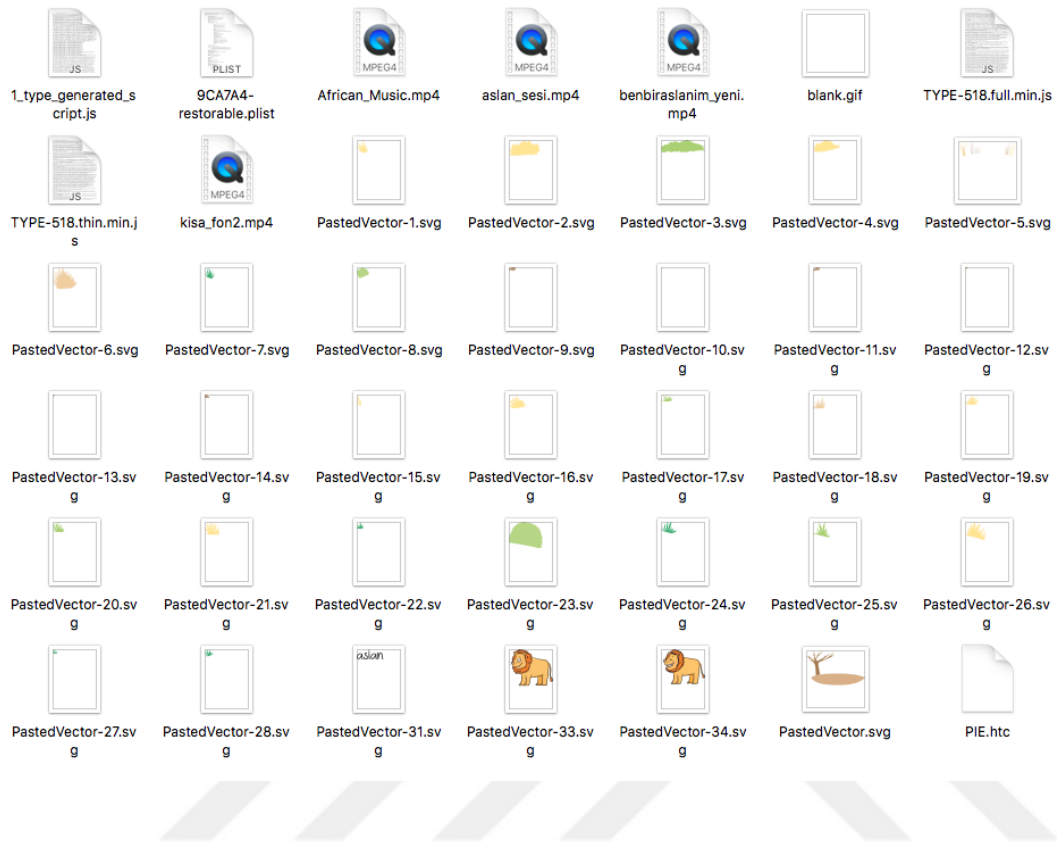 JS
PLIST
MPEG4
MPEG4
MPEG4
JS
1_type_generated_s
cript.js
9CA7A4-
restorable.plist
African_Music.mp4
aslan_sesi.mp4
benbiraslanim_yeni.
mp4
blank.gif
TYPE-518.full.min.js
JS
MPEG4
TYPE-518.thin.min.j
s
kisa_fon2.mp4
PastedVector-1.svg
PastedVector-2.svg
PastedVector-3.svg
PastedVector-4.svg
PastedVector-5.svg
PastedVector-6.svg
PastedVector-7.svg
PastedVector-8.svg
PastedVector-9.svg
PastedVector-10.sv
g
PastedVector-11.sv
g
PastedVector-12.sv
g
PastedVector-13.sv
g
PastedVector-14.sv
g
PastedVector-15.sv
g
PastedVector-16.sv
g
PastedVector-17.sv
g
PastedVector-18.sv
g
PastedVector-19.sv
g
PastedVector-20.sv
g
PastedVector-21.sv
g
PastedVector-22.sv
g
PastedVector-23.sv
g
PastedVector-24.sv
g
PastedVector-25.sv
g
PastedVector-26.sv
g
aslan
PastedVector-27.sv
g
PastedVector-28.sv
g
PastedVector-31.sv
g
PastedVector-33.sv
g
PastedVector-34.sv
g
PastedVector.svg
PIE.htc